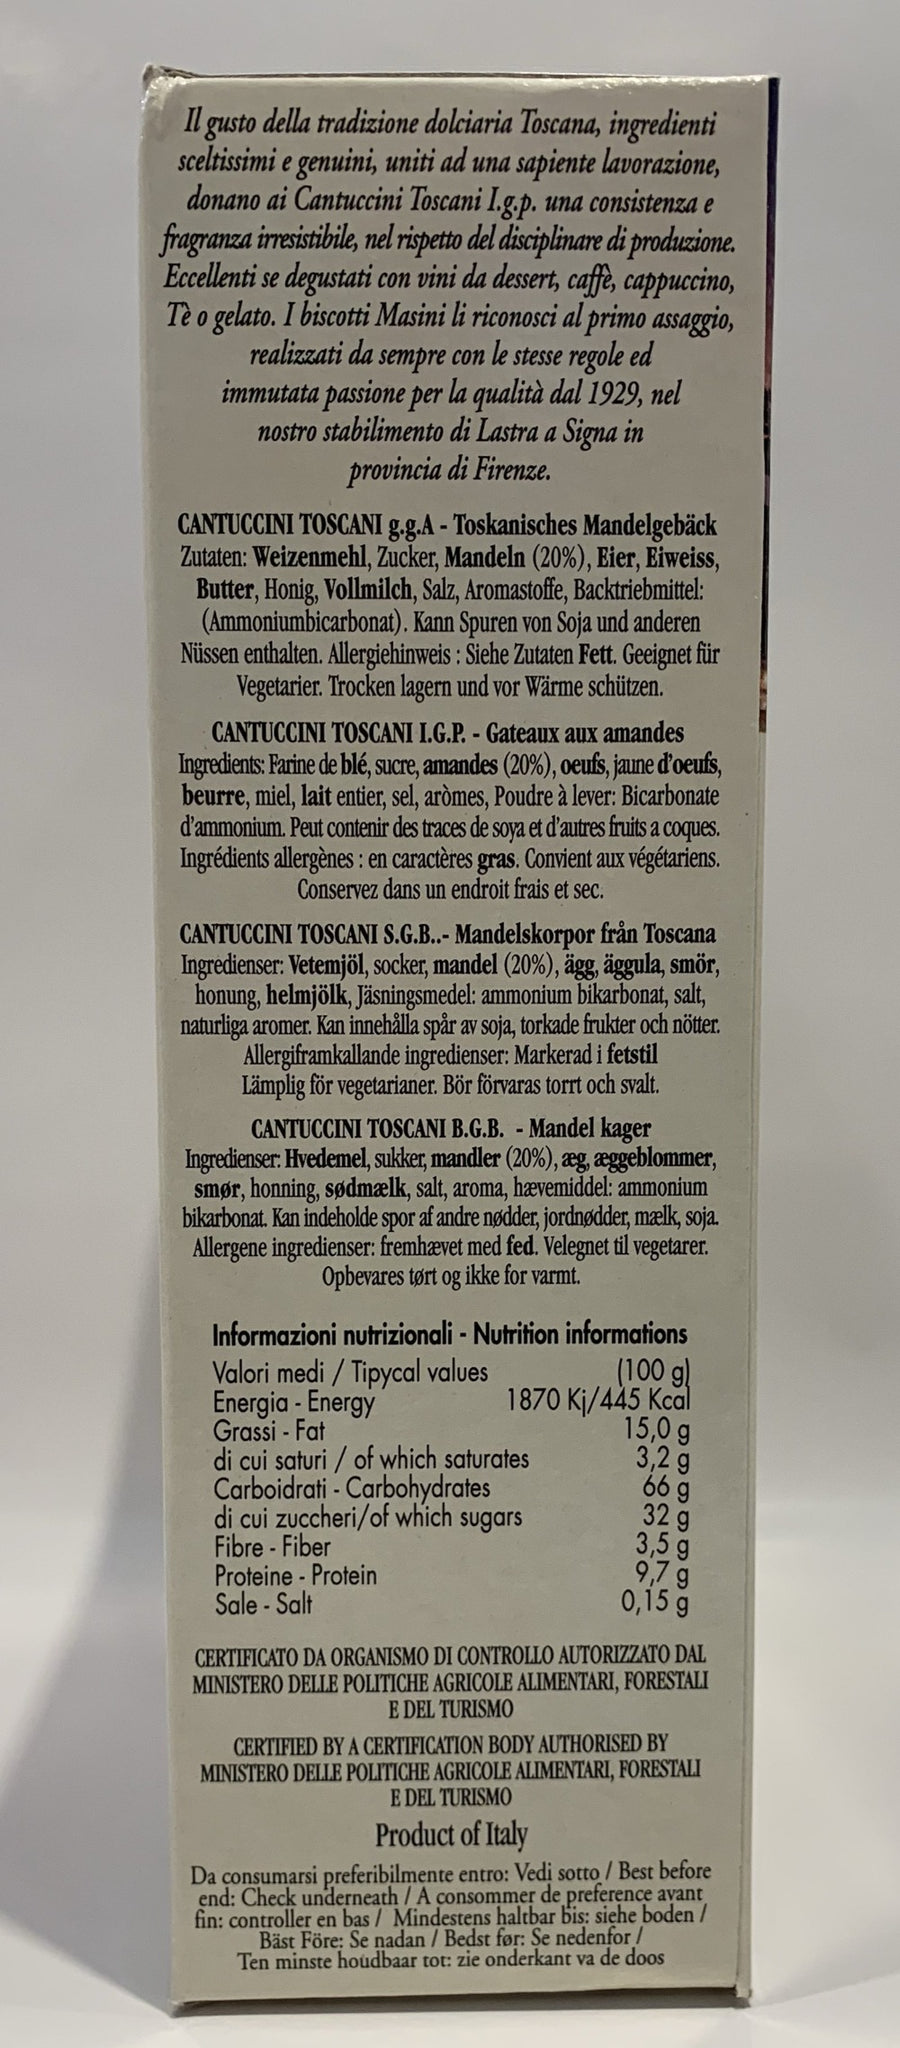 Il gusto della tradizione dolciaria Toscana, ingredienti
sceltissimi e genuini, uniti ad una sapiente lavorazione,
donano ai Cantuccini Toscani I.g.p. una consistenza e
fragranza irresistibile, nel rispetto del disciplinare di produzione.
Eccellenti se degustati con vini da dessert, caffè, cappuccino,
Tè o gelato. I biscotti Masini li riconosci al primo assaggio,
realizzati da sempre con le stesse regole ed
immutata passione per la qualità dal 1929, nel
nostro stabilimento di Lastra a Signa in
provincia di Firenze.
CANTUCCINI TOSCANI g.g.A - Toskanisches Mandelgebäck
Zutaten: Weizenmehl, Zucker, Mandeln (20%), Eier, Eiweiss,
Butter, Honig, Vollmilch, Salz, Aromastoffe, Backtriebmittel:
(Ammoniumbicarbonat). Kann Spuren von Soja und anderen
Nüssen enthalten. Allergiehinweis : Siehe Zutaten Fett. Geeignet für
Vegetarier. Trocken lagern und vor Wärme schützen.
CANTUCCINI TOSCANI I.G.P. - Gateaux aux amandes
Ingredients: Farine de blé, sucre, amandes (20%), oeufs, jaune d'oeufs,
beurre, miel, lait entier, sel, aròmes, Poudre à lever: Bicarbonate
d'ammonium. Peut contenir des traces de soya et d'autres fruits a coques.
Ingrédients allergènes : en caractères gras. Convient aux végétariens.
Conservez dans un endroit frais et sec.
CANTUCCINI TOSCANI S.G.B..- Mandelskorpor från Toscana
Ingredienser: Vetemjöl, socker, mandel (20%), ägg, äggula, smör,
honung, helmjölk, Jäsningsmedel: ammonium bikarbonat, salt,
naturliga aromer. Kan innehålla spår av soja, torkade frukter och nötter.
Allergiframkallande ingredienser: Markerad i fetstil
Lämplig för vegetarianer. Bör förvaras torrt och svalt.
CANTUCCINI TOSCANI B.G.B. - Mandel kager
Ingredienser: Hvedemel, sukker, mandler (20%), æg, æggeblommer,
smør, honning, sødmælk, salt, aroma, hævemiddel: ammonium
bikarbonat. Kan indeholde spor af andre nødder, jordnødder, mælk, soja.
Allergene ingredienser: fremhævet med fed. Velegnet til vegetarer.
Opbevares tørt og ikke for varmt.
Informazioni nutrizionali - Nutrition informations
Valori medi / Tipycal values (100 g)
Energia - Energy 1870 Kj/445 Kcal
Grassi - Fat 15,0 g
di cui saturi / of which saturates 3,2 g
Carboidrati - Carbohydrates 66 g
di cui zuccheri/of which sugars 32 g
Fibre - Fiber 3,5 g
Proteine - Protein 9,7 g
Sale - Salt 0,15 g
CERTIFICATO DA ORGANISMO DI CONTROLLO AUTORIZZATO DAL
MINISTERO DELLE POLITICHE AGRICOLE ALIMENTARI, FORESTALI
E DEL TURISMO
CERTIFIED BY A CERTIFICATION BODY AUTHORISED BY
MINISTERO DELLE POLITICHE AGRICOLE ALIMENTARI, FORESTALI
E DEL TURISMO
Product of Italy
Da consumarsi preferibilmente entro: Vedi sotto / Best before
end: Check underneath / A consommer de preference avant
fin: controller en bas / Mindestens haltbar bis: siehe boden /
Bäst Före: Se nadan / Bedst før: Se nedenfor /
Ten minste houdbaar tot: zie onderkant va de doos